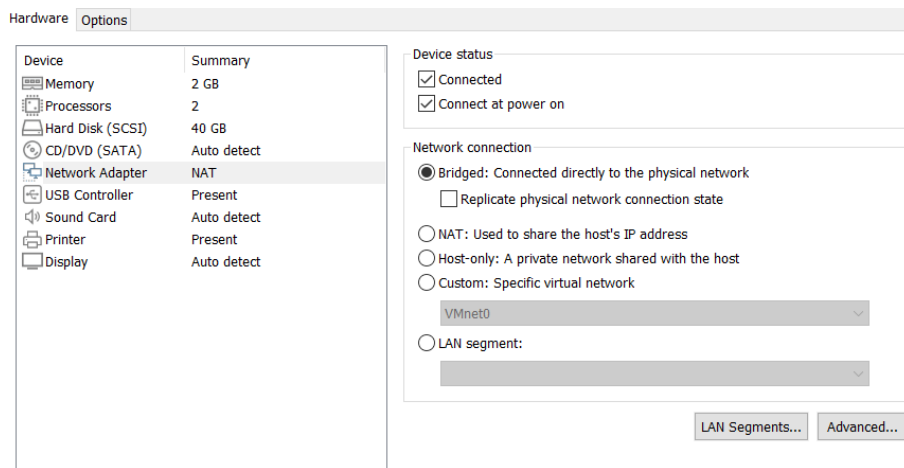 Hardware Options
Device Summary
Memory 2 GB
Processors 2
Hard Disk (SCSI) 40 GB
CD/DVD (SATA) Auto detect
Network Adapter NAT
USB Controller Present
Sound Card Auto detect
Printer Present
Display Auto detect
Device status
Connected
Connect at power on
Network connection
Bridged: Connected directly to the physical network
Replicate physical network connection state
NAT: Used to share the host's IP address
Host-only: A private network shared with the host
Custom: Specific virtual network
VMnet0
LAN segment:
LAN Segments... Advanced...